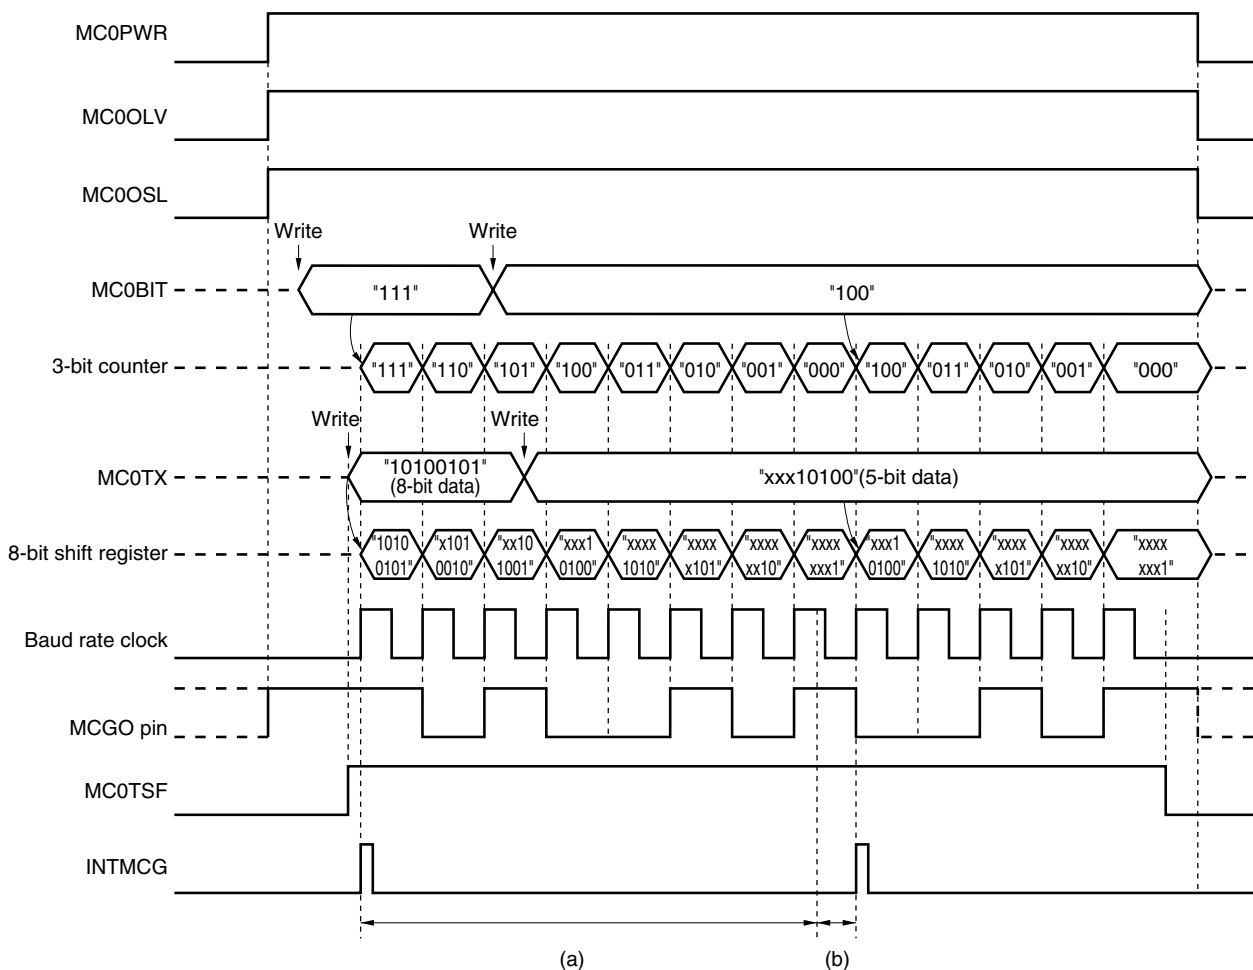 MC0PWR
MC0OLV
MC0OSL
Write
Write
MC0BIT
"111"
"100"
3-bit counter
"111" "110" "101" "100" "011" "010" "001" "000" "100" "011" "010" "001" "000"
Write
Write
MC0TX
"10100101"
(8-bit data)
"xxx10100"(5-bit data)
8-bit shift register
"1010 "x101 "xx10 "xxx1 "xxxx "xxxx "xxxx "xxxx "xxx1 "xxxx "xxxx "xxxx "xxxx
0101" 0010" 1001" 0100" 1010" x101" xx10" xxx1" 0100" 1010" x101" xx10" xxx1"
Baud rate clock
MCGO pin
MC0TSF
INTMCG
(a) (b)